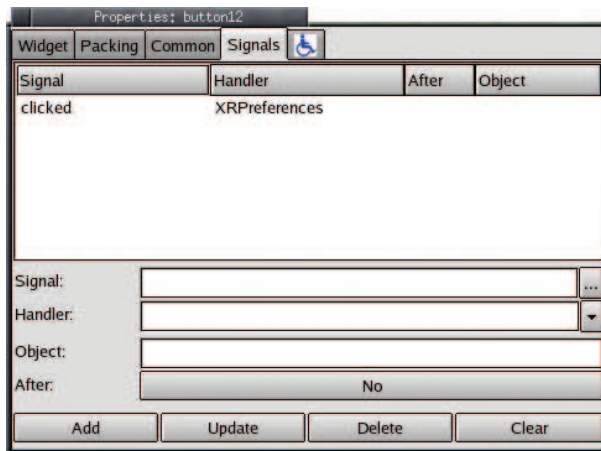 Properties: button12
Widget Packing Common Signals
Signal Handler After Object
clicked XRPreferences
Signal: ...
Handler:
Object:
After: No
Add Update Delete Clear